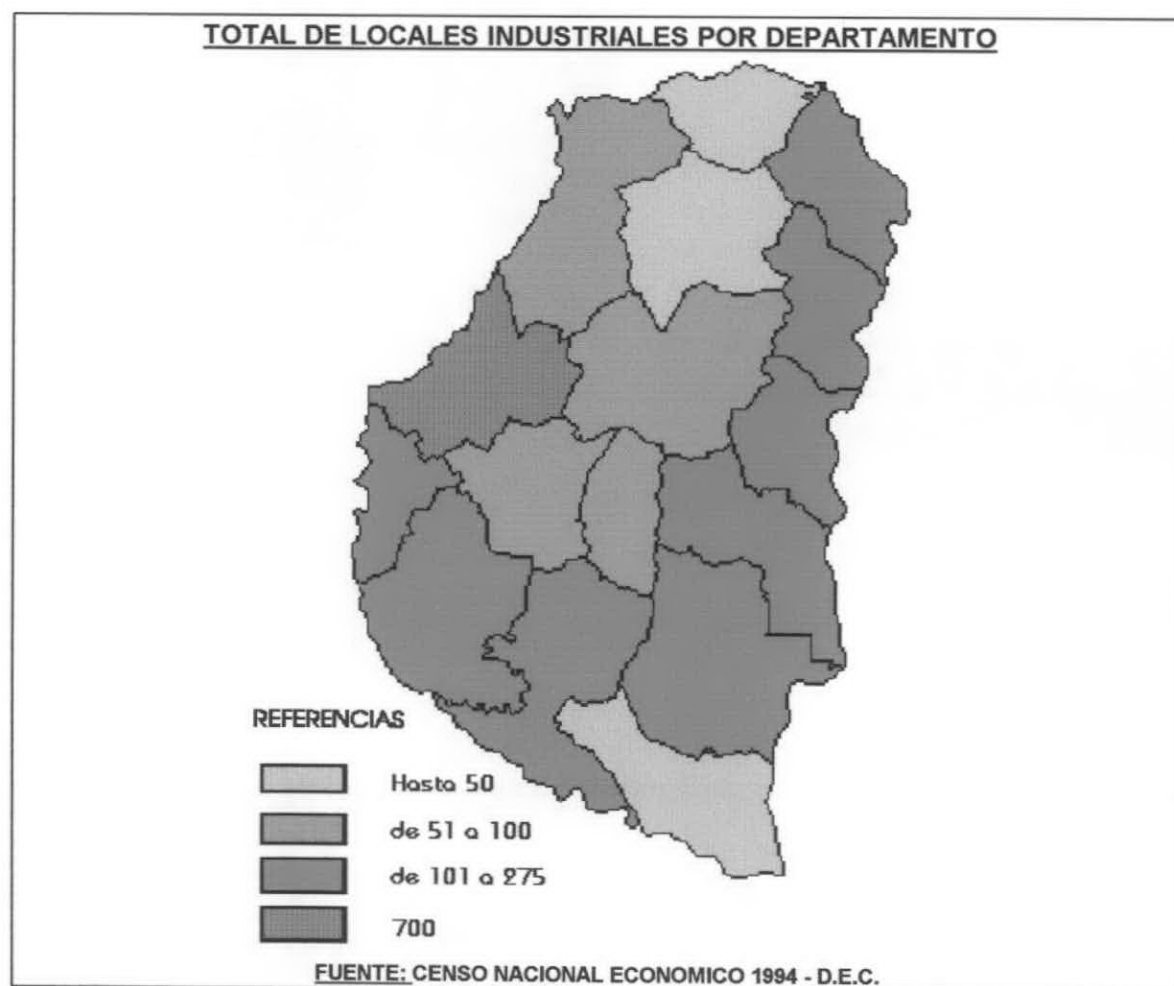 TOTAL DE LOCALES INDUSTRIALES POR DEPARTAMENTO
REFERENCIAS
Hasta 50
de 51 a 100
de 101 a 275
700
FUENTE: CENSO NACIONAL ECONOMICO 1994 - D.E.C.